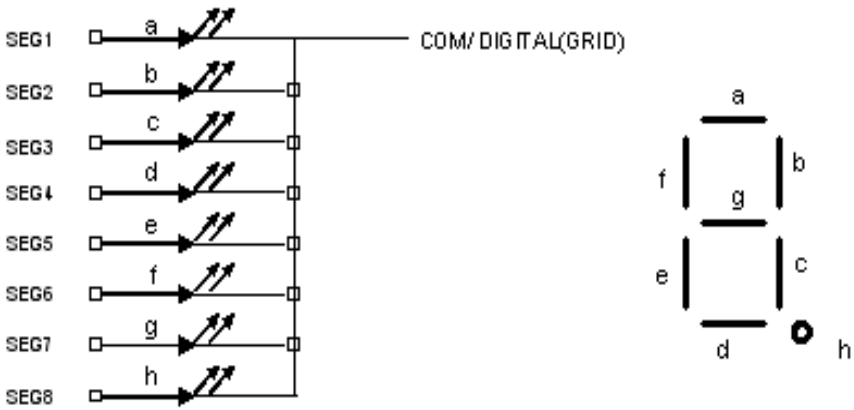 SEG1 a COM/DIGITAL(GRID)
SEG2 b
SEG3 c
SEG4 d
SEG5 e
SEG6 f
SEG7 g
SEG8 h
a
f b
g
e c
d h